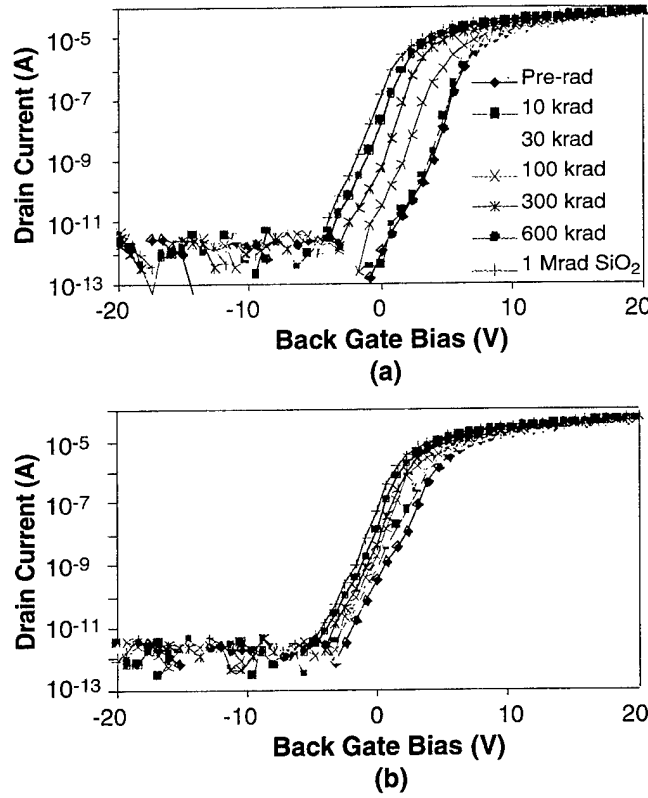 Drain Current (A)
10-5
10-7
10-9
10-11
10-13
-20
-10
0
10
20
Back Gate Bias (V)
(a)
Pre-rad
10 krad
30 krad
100 krad
300 krad
600 krad
1 Mrad SiO2
Drain Current (A)
10-5
10-7
10-9
10-11
10-13
-20
-10
0
10
20
Back Gate Bias (V)
(b)